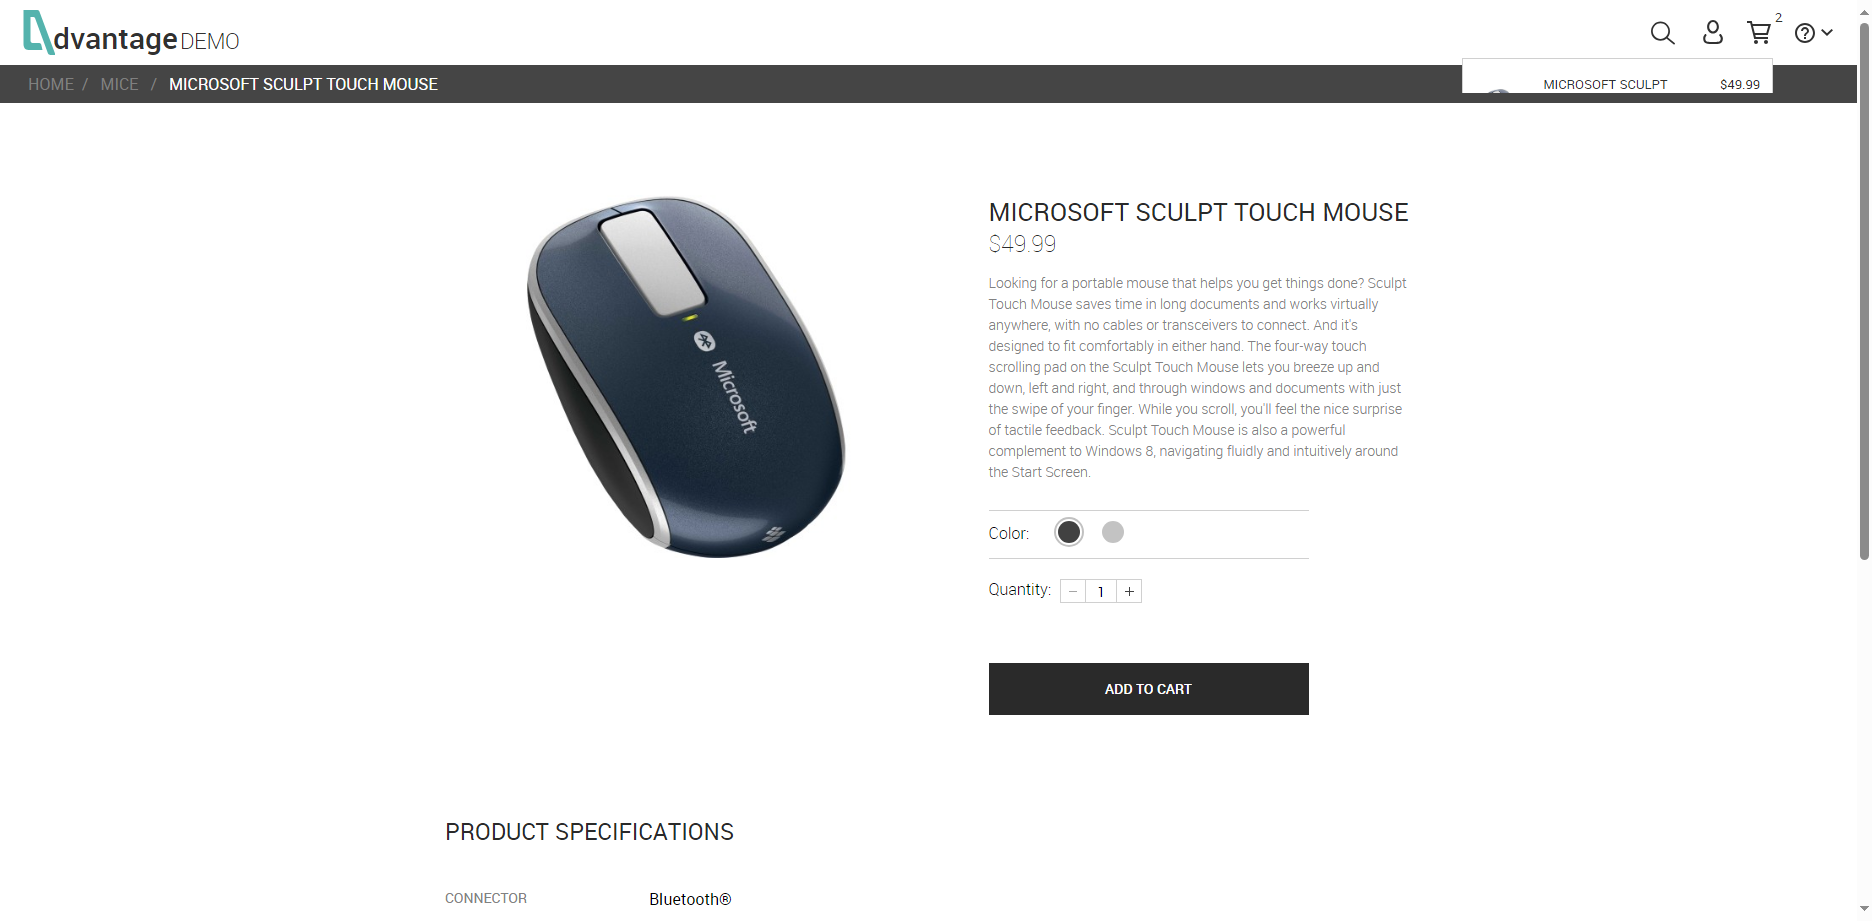 dvantage DEMO
2
HOME / MICE / MICROSOFT SCULPT TOUCH MOUSE
MICROSOFT SCULPT $49.99
Microsoft
MICROSOFT SCULPT TOUCH MOUSE
$49.99
Looking for a portable mouse that helps you get things done? Sculpt
Touch Mouse saves time in long documents and works virtually
anywhere, with no cables or transceivers to connect. And it's
designed to fit comfortably in either hand. The four-way touch
scrolling pad on the Sculpt Touch Mouse lets you breeze up and
down, left and right, and through windows and documents with just
the swipe of your finger. While you scroll, you'll feel the nice surprise
of tactile feedback. Sculpt Touch Mouse is also a powerful
complement to Windows 8, navigating fluidly and intuitively around
the Start Screen.
Color:
Quantity: − 1 +
ADD TO CART
PRODUCT SPECIFICATIONS
CONNECTOR Bluetooth®